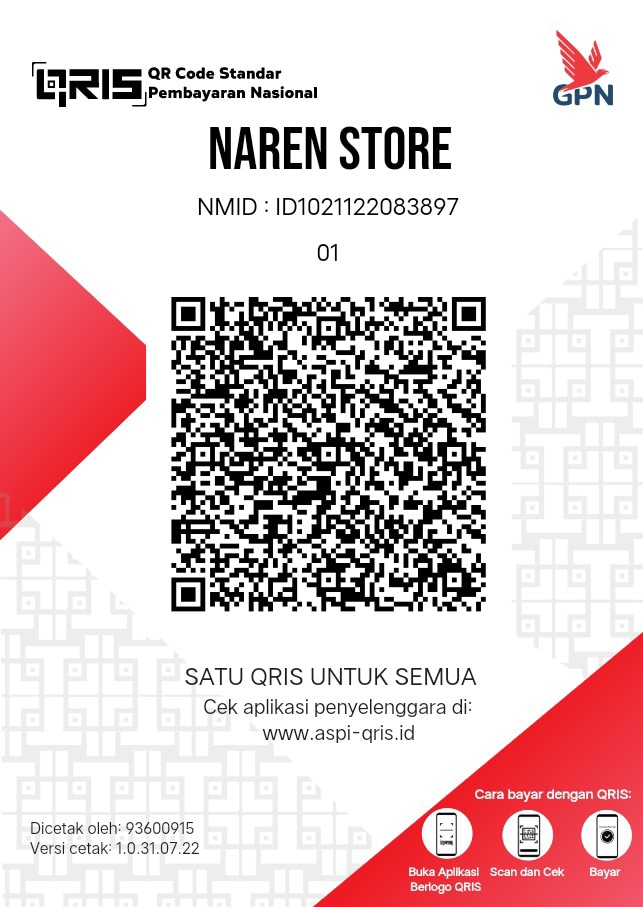 QRIS QR Code Standar
Pembayaran Nasional
GPN
NAREN STORE
NMID : ID1021122083897
01
SATU QRIS UNTUK SEMUA
Cek aplikasi penyelenggara di:
www.aspi-qris.id
Dicetak oleh: 93600915
Versi cetak: 1.0.31.07.22
Cara bayar dengan QRIS:
Buka Aplikasi
Berlogo QRIS
Scan dan Cek
Bayar